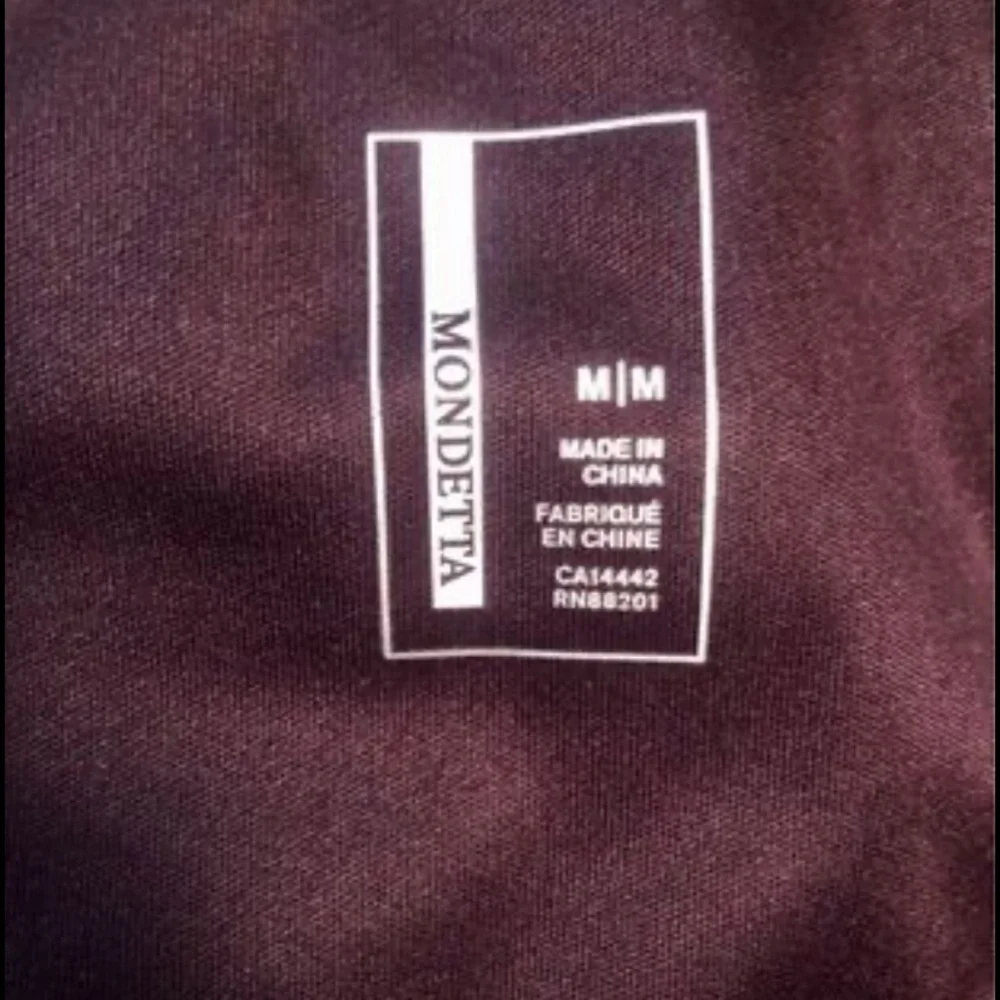 MONDETTA
M|M
MADE IN
CHINA
FABRIQUÉ
EN CHINE
CA14442
RN88201